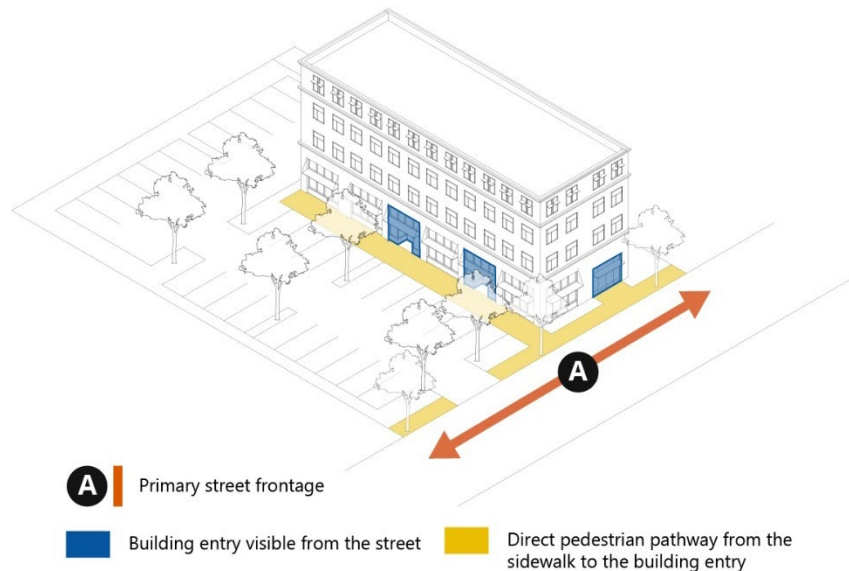 A
A Primary street frontage
Building entry visible from the street
Direct pedestrian pathway from the
sidewalk to the building entry